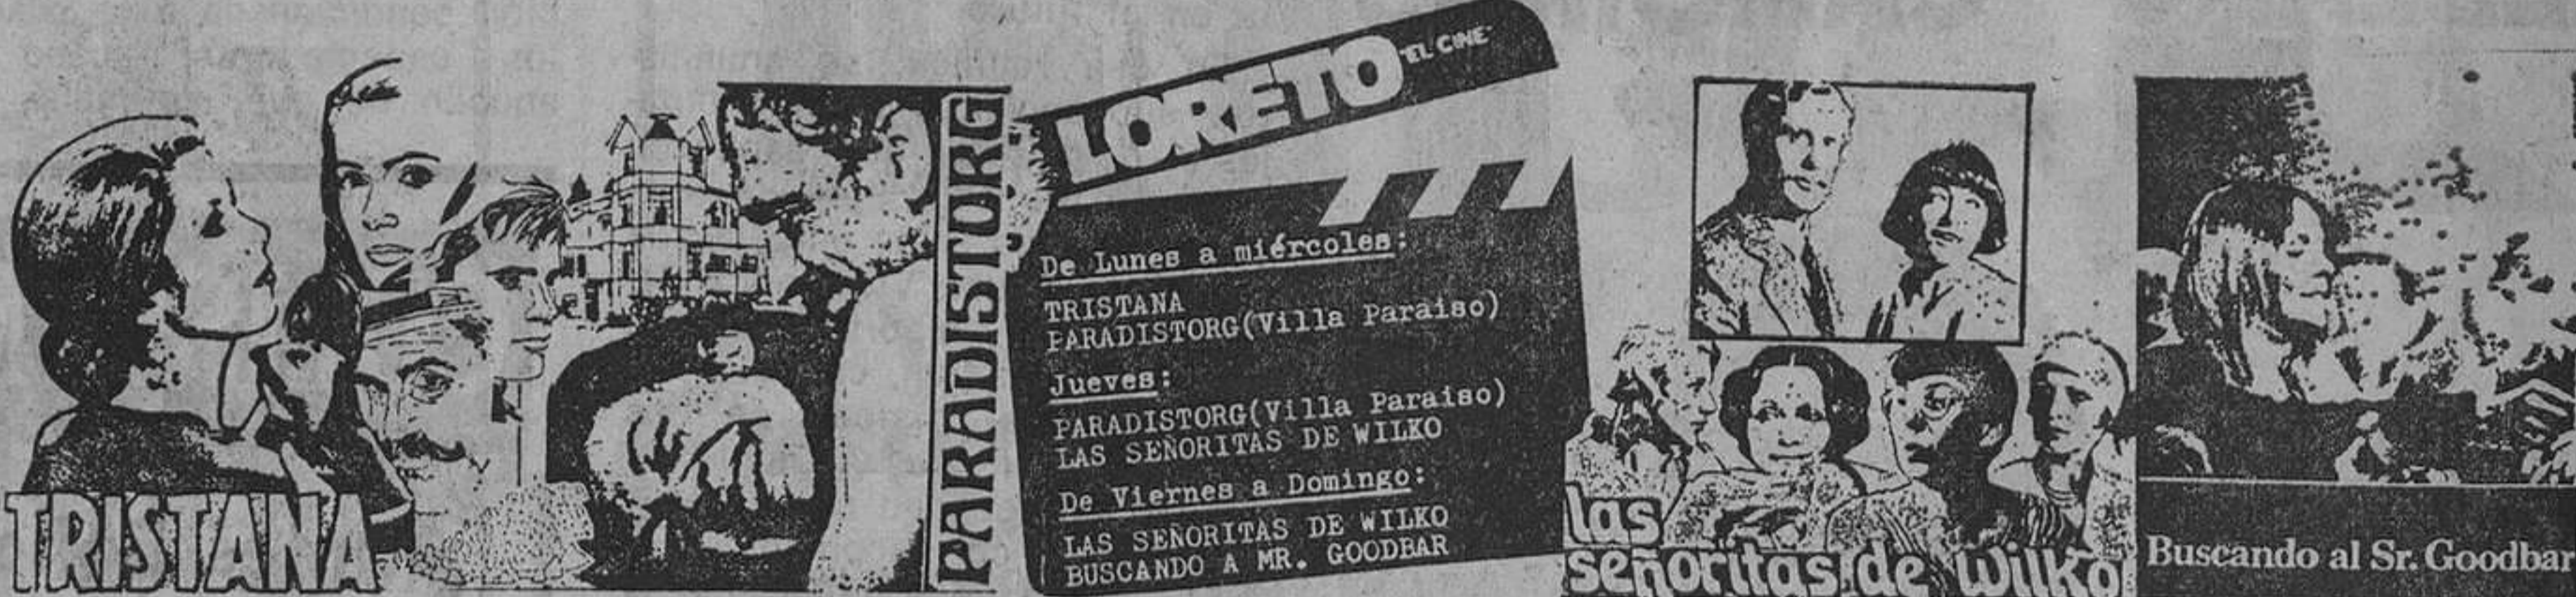 TRISTANA
PARADISTORG
LORETO "EL CINE"
De Lunes a miércoles:
TRISTANA
PARADISTORG(Villa Paraiso)
Jueves:
PARADISTORG(Villa Paraiso)
LAS SEÑORITAS DE WILKO
De Viernes a Domingo:
LAS SEÑORITAS DE WILKO
BUSCANDO A MR. GOODBAR
las
señoritas de wilko
Buscando al Sr. Goodbar